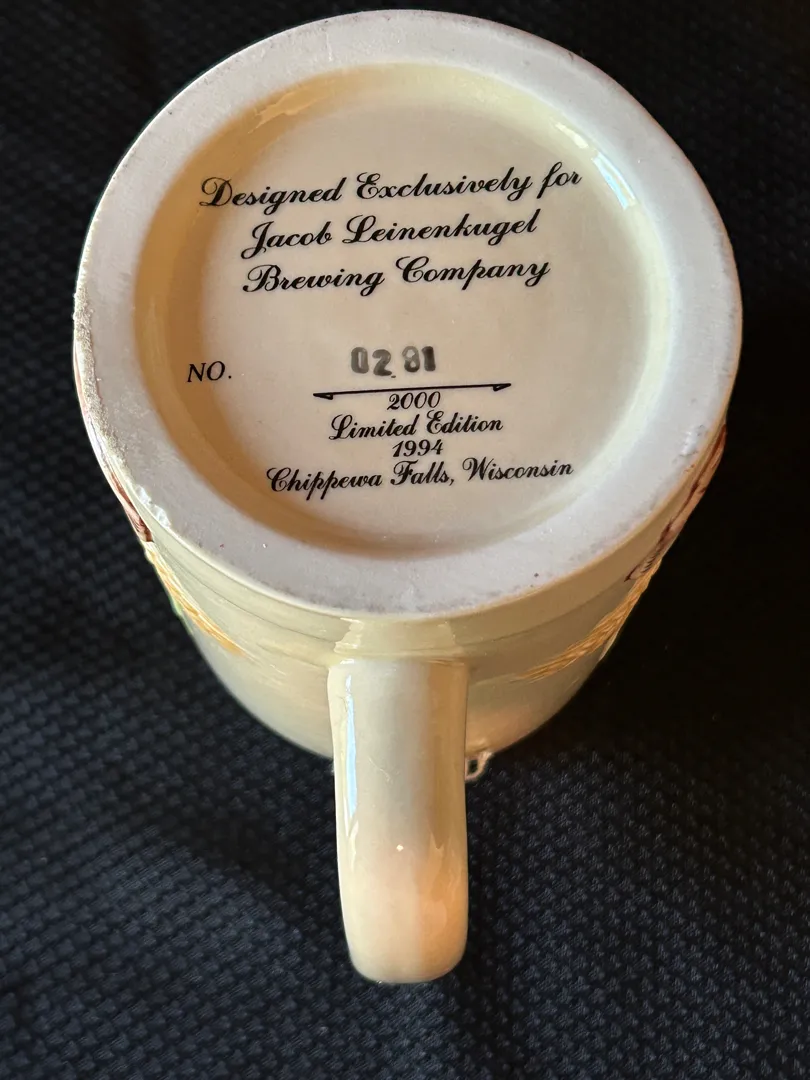 Designed Exclusively for
Jacob Leinenkugel
Brewing Company
NO. 0281
2000
Limited Edition
1994
Chippewa Falls, Wisconsin